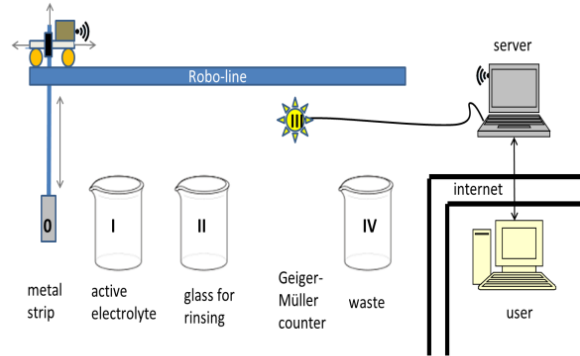 server
Robo-line
III
internet
0
I
II
IV
metal
strip
active
electrolyte
glass for
rinsing
Geiger-
Müller
counter
waste
user